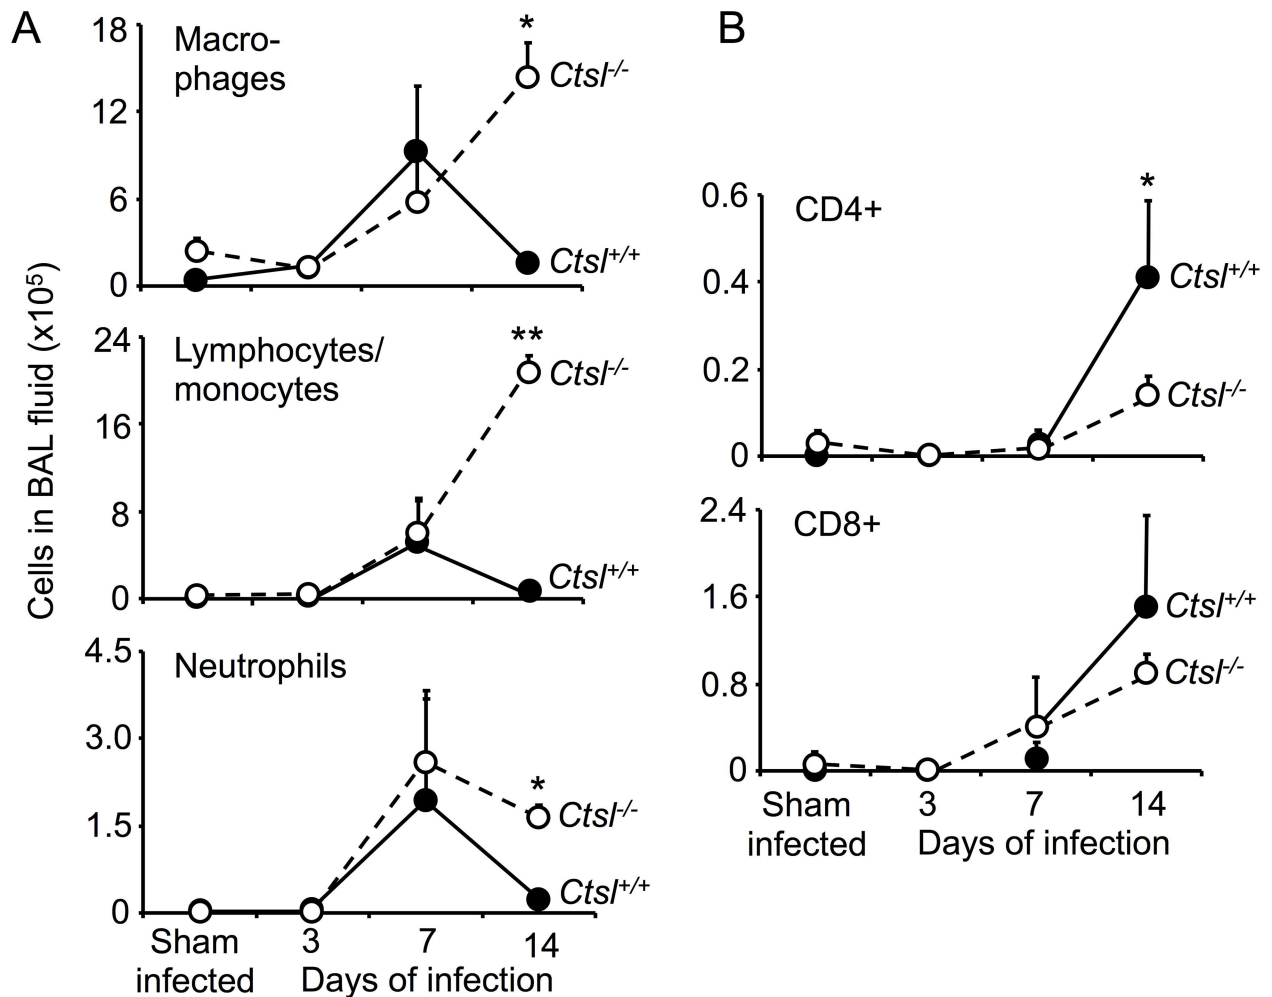 A
Cells in BAL fluid (x10⁵)
18
12
6
0
Macro-
phages
*
Ctsl-/-
Ctsl+/+
24
16
8
0
Lymphocytes/
monocytes
**
Ctsl-/-
Ctsl+/+
4.5
3.0
1.5
0
Neutrophils
*
Ctsl-/-
Ctsl+/+
Sham 3 7 14
infected Days of infection
B
0.6
0.4
0.2
0
CD4+
*
Ctsl+/+
Ctsl-/-
2.4
1.6
0.8
0
CD8+
Ctsl+/+
Ctsl-/-
Sham 3 7 14
infected Days of infection